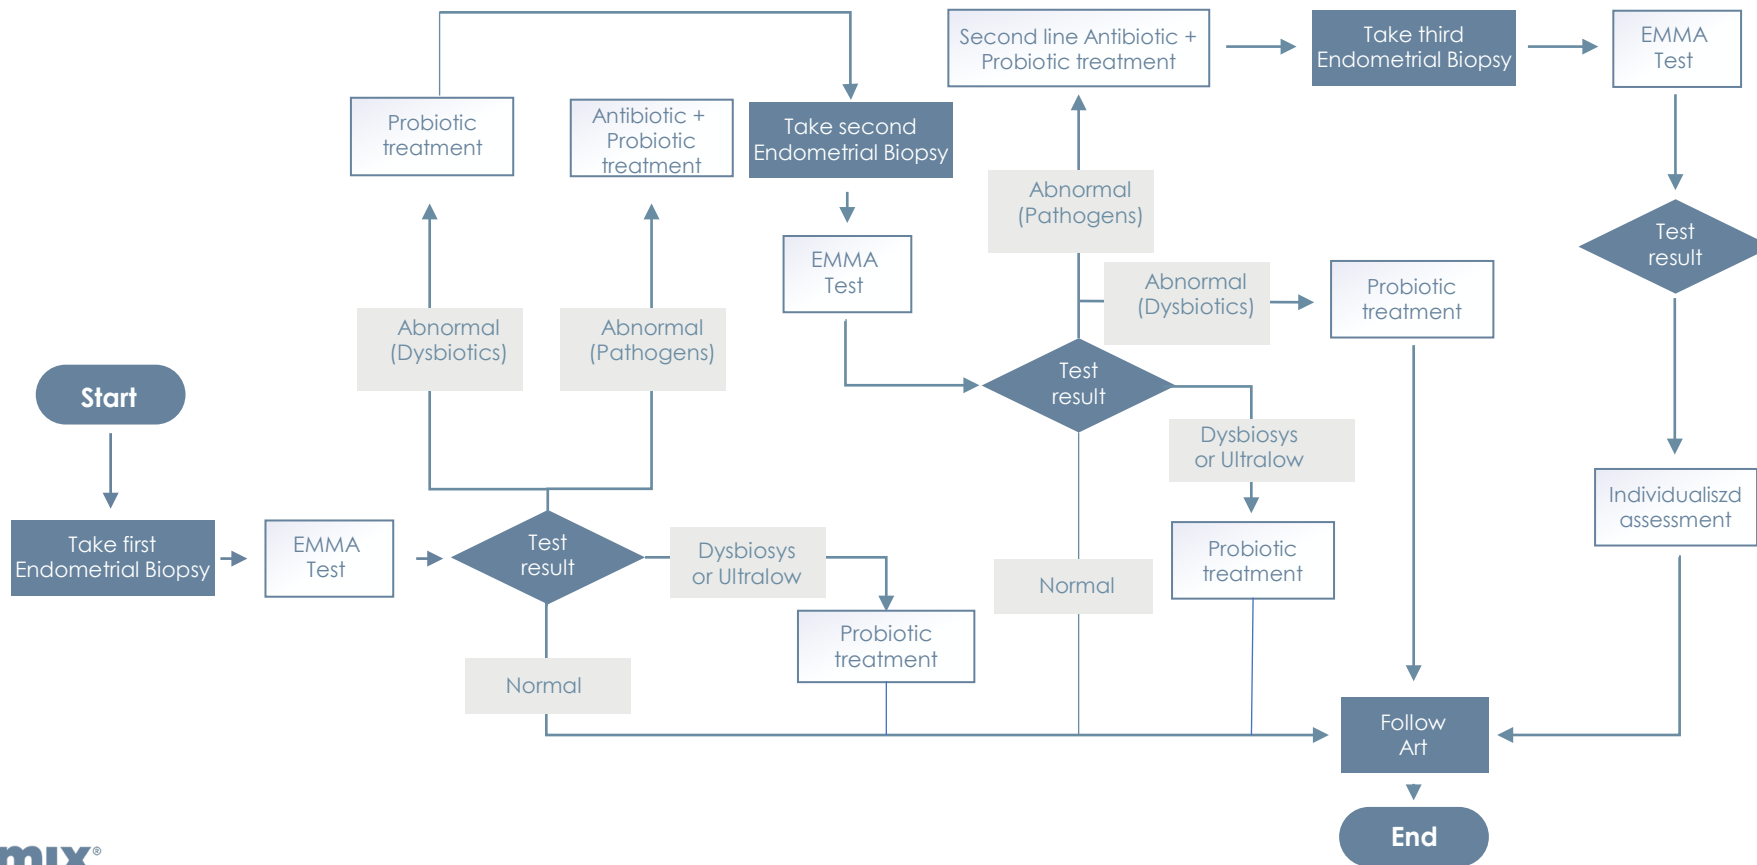 Second line Antibiotic +
Probiotic treatment
Take third
Endometrial Biopsy
EMMA
Test
Probiotic
treatment
Antibiotic +
Probiotic
treatment
Take second
Endometrial Biopsy
Abnormal
(Pathogens)
Test
result
EMMA
Test
Abnormal
(Dysbiotics)
Probiotic
treatment
Abnormal
(Dysbiotics)
Abnormal
(Pathogens)
Test
result
Start
Dysbiosys
or Ultralow
Individualiszd
assessment
Take first
Endometrial Biopsy
EMMA
Test
Test
result
Dysbiosys
or Ultralow
Normal
Probiotic
treatment
Probiotic
treatment
Normal
Follow
Art
End